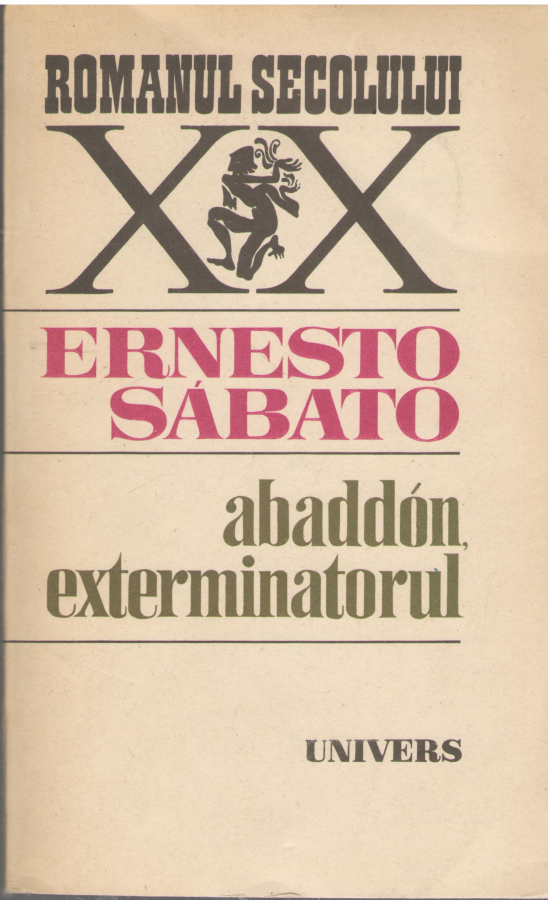 ROMANUL SECOLULUI
XX
ERNESTO
SÁBATO
abaddón,
exterminatorul
UNIVERS